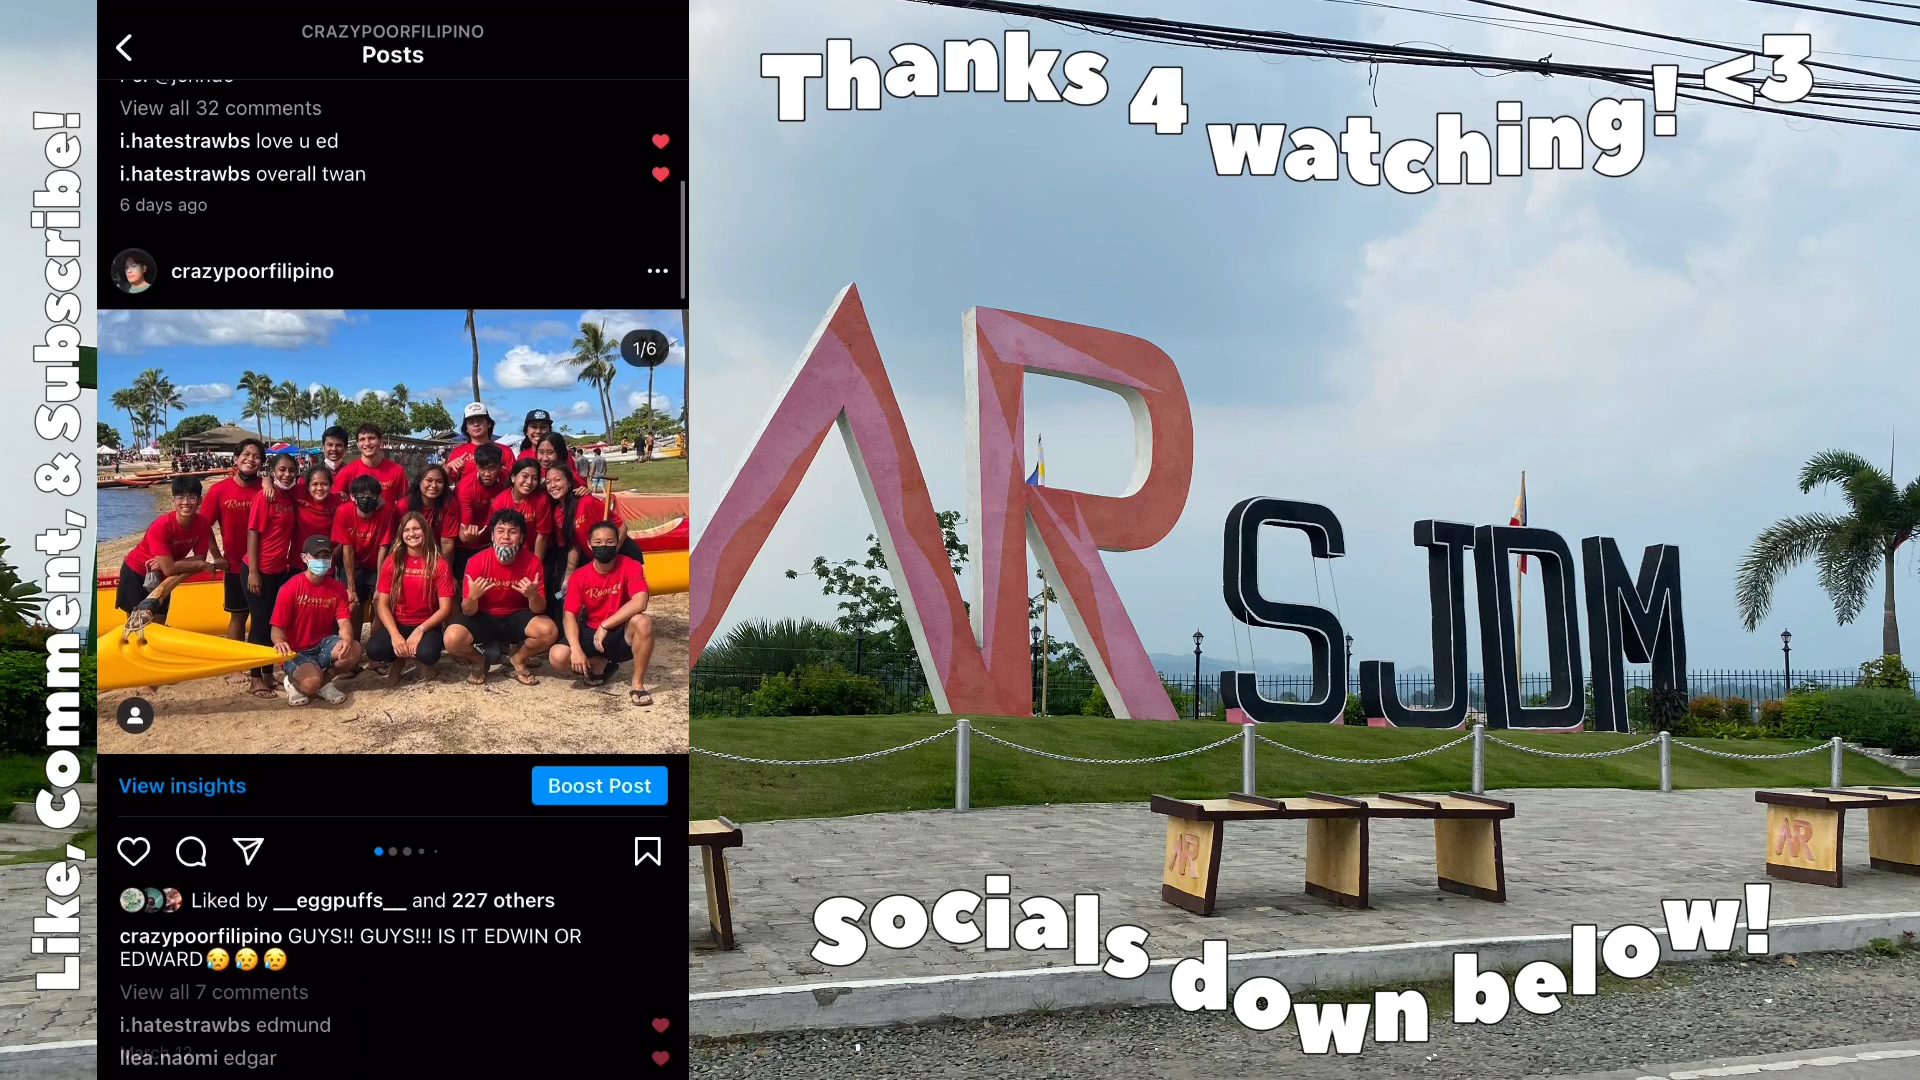 Like, Comment, & Subscribe!
CRAZYPOORFILIPINO
Posts
View all 32 comments
i.hatestrawbs love u ed
i.hatestrawbs overall twan
6 days ago
crazypoorfilipino
1/6
View insights
Boost Post
Liked by __eggpuffs__ and 227 others
crazypoorfilipino GUYS!! GUYS!!! IS IT EDWIN OR
EDWARD😥 😥 😥
View all 7 comments
i.hatestrawbs edmund
llea.naomi edgar
Thanks 4 watching! <3
AR SJDM
AR
AR
socials down below!